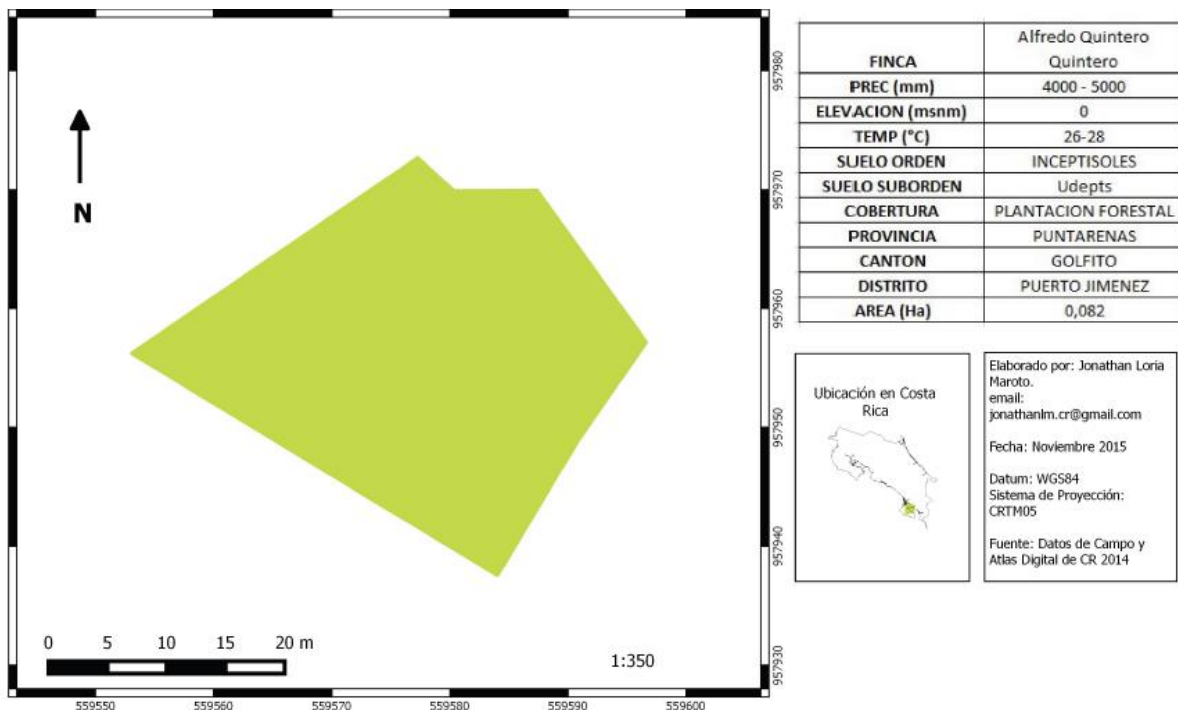 N
0 5 10 15 20 m
1:350
559550 559560 559570 559580 559590 559600
957980
957970
957960
957950
957940
957930
FINCA Alfredo Quintero
Quintero
PREC (mm) 4000 - 5000
ELEVACION (msnm) 0
TEMP (°C) 26-28
SUELO ORDEN INCEPTISOLES
SUELO SUBORDEN Udepts
COBERTURA PLANTACION FORESTAL
PROVINCIA PUNTARENAS
CANTON GOLFITO
DISTRITO PUERTO JIMENEZ
AREA (Ha) 0,082
Ubicación en Costa
Rica
Elaborado por: Jonathan Loria
Maroto.
email:
jonathanlm.cr@gmail.com
Fecha: Noviembre 2015
Datum: WGS84
Sistema de Proyección:
CRTM05
Fuente: Datos de Campo y
Atlas Digital de CR 2014